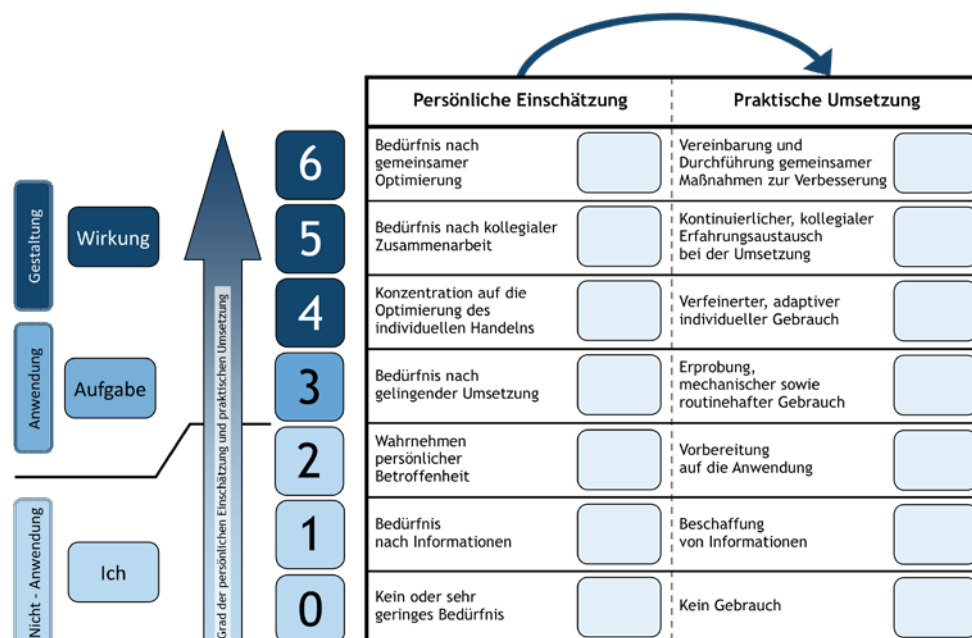 Persönliche Einschätzung
Praktische Umsetzung
Gestaltung
Wirkung
Anwendung
Aufgabe
Nicht - Anwendung
Ich
Grad der persönlichen Einschätzung und praktischen Umsetzung
6
Bedürfnis nach
gemeinsamer
Optimierung
Vereinbarung und
Durchführung gemeinsamer
Maßnahmen zur Verbesserung
5
Bedürfnis nach kollegialer
Zusammenarbeit
Kontinuierlicher, kollegialer
Erfahrungsaustausch
bei der Umsetzung
4
Konzentration auf die
Optimierung des
individuellen Handelns
Verfeinerter, adaptiver
individueller Gebrauch
3
Bedürfnis nach
gelingender Umsetzung
Erprobung,
mechanischer sowie
routinehafter Gebrauch
2
Wahrnehmen
persönlicher
Betroffenheit
Vorbereitung
auf die Anwendung
1
Bedürfnis
nach Informationen
Beschaffung
von Informationen
0
Kein oder sehr
geringes Bedürfnis
Kein Gebrauch